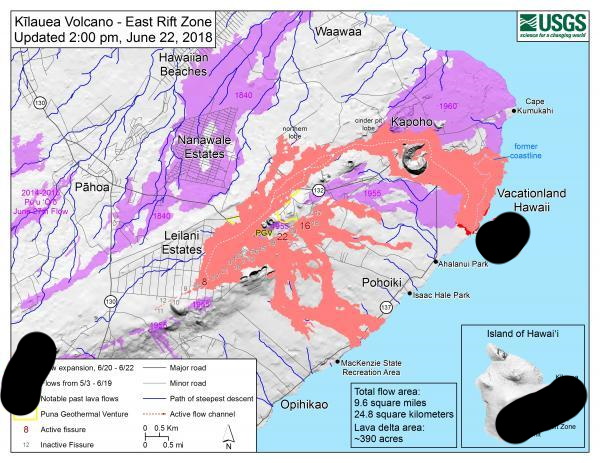 Kīlauea Volcano - East Rift Zone
Updated 2:00 pm, June 22, 2018
USGS
science for a changing world
Waawaa
Hawaiian
Beaches
130
1840
1960
Cape
Kumukahi
cinder pit
lobe
Kapoho
northern
lobe
Nanawale
Estates
former
coastline
Pāhoa
132
2014-2015
Pu'u 'Ō'ō
June 27th Flow
1840
1955
Vacationland
Hawaii
Leilani
Estates
PGV
1955
16
22
8
9
10
11
12
130
1955
1955
Ahalanui Park
Pohoiki
Isaac Hale Park
137
MacKenzie State
Recreation Area
Opihikao
expansion, 6/20 - 6/22
lows from 5/3 - 6/19
Notable past lava flows
Puna Geothermal Venture
8 Active fissure
12 Inactive Fissure
Major road
Minor road
Path of steepest descent
Active flow channel
0 0.5 Km
0 0.5 mi
N
Total flow area:
9.6 square miles
24.8 square kilometers
Lava delta area:
~390 acres
Island of Hawai'i
Zone